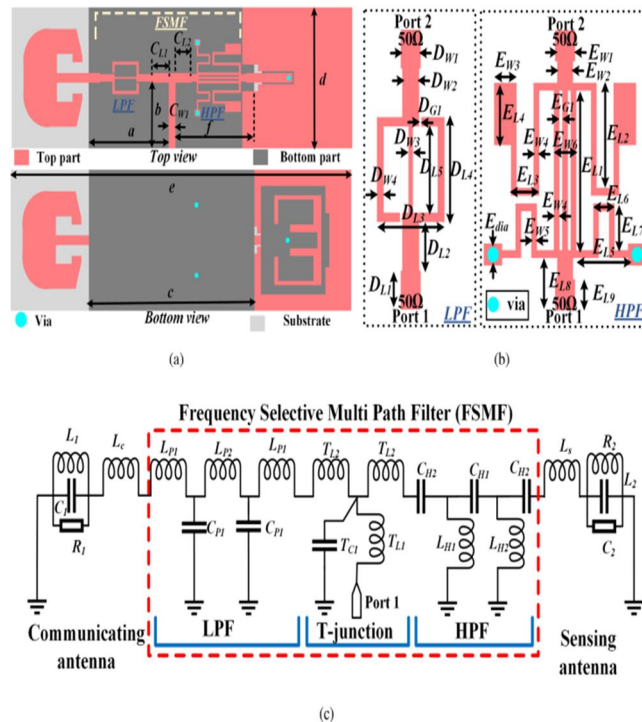 FSMF
C_L1
C_L2
LPF
b
C_W1
HPF
a
f
d
Top part
Top view
Bottom part
e
c
Via
Bottom view
Substrate
(a)
Port 2
50Ω
D_W1
D_W2
D_G1
D_W3
D_W4
D_L5
D_L4
D_L3
D_L2
D_L1
50Ω
Port 1
LPF
Port 2
50Ω
E_W1
E_W3
E_W2
E_L4
E_G1
E_W4
E_W6
E_L1
E_L2
E_L3
E_L6
E_W4
E_dia
E_W5
E_L7
E_L5
E_L8
E_L9
via
50Ω
Port 1
HPF
(b)
Frequency Selective Multi Path Filter (FSMF)
L_1
L_c
L_P1
L_P2
L_P1
T_L2
T_L2
C_H2
C_H1
C_H2
L_s
R_2
L_2
C_1
R_1
C_P1
C_P1
T_C1
T_L1
L_H1
L_H2
C_2
Port 1
Communicating
antenna
LPF
T-junction
HPF
Sensing
antenna
(c)